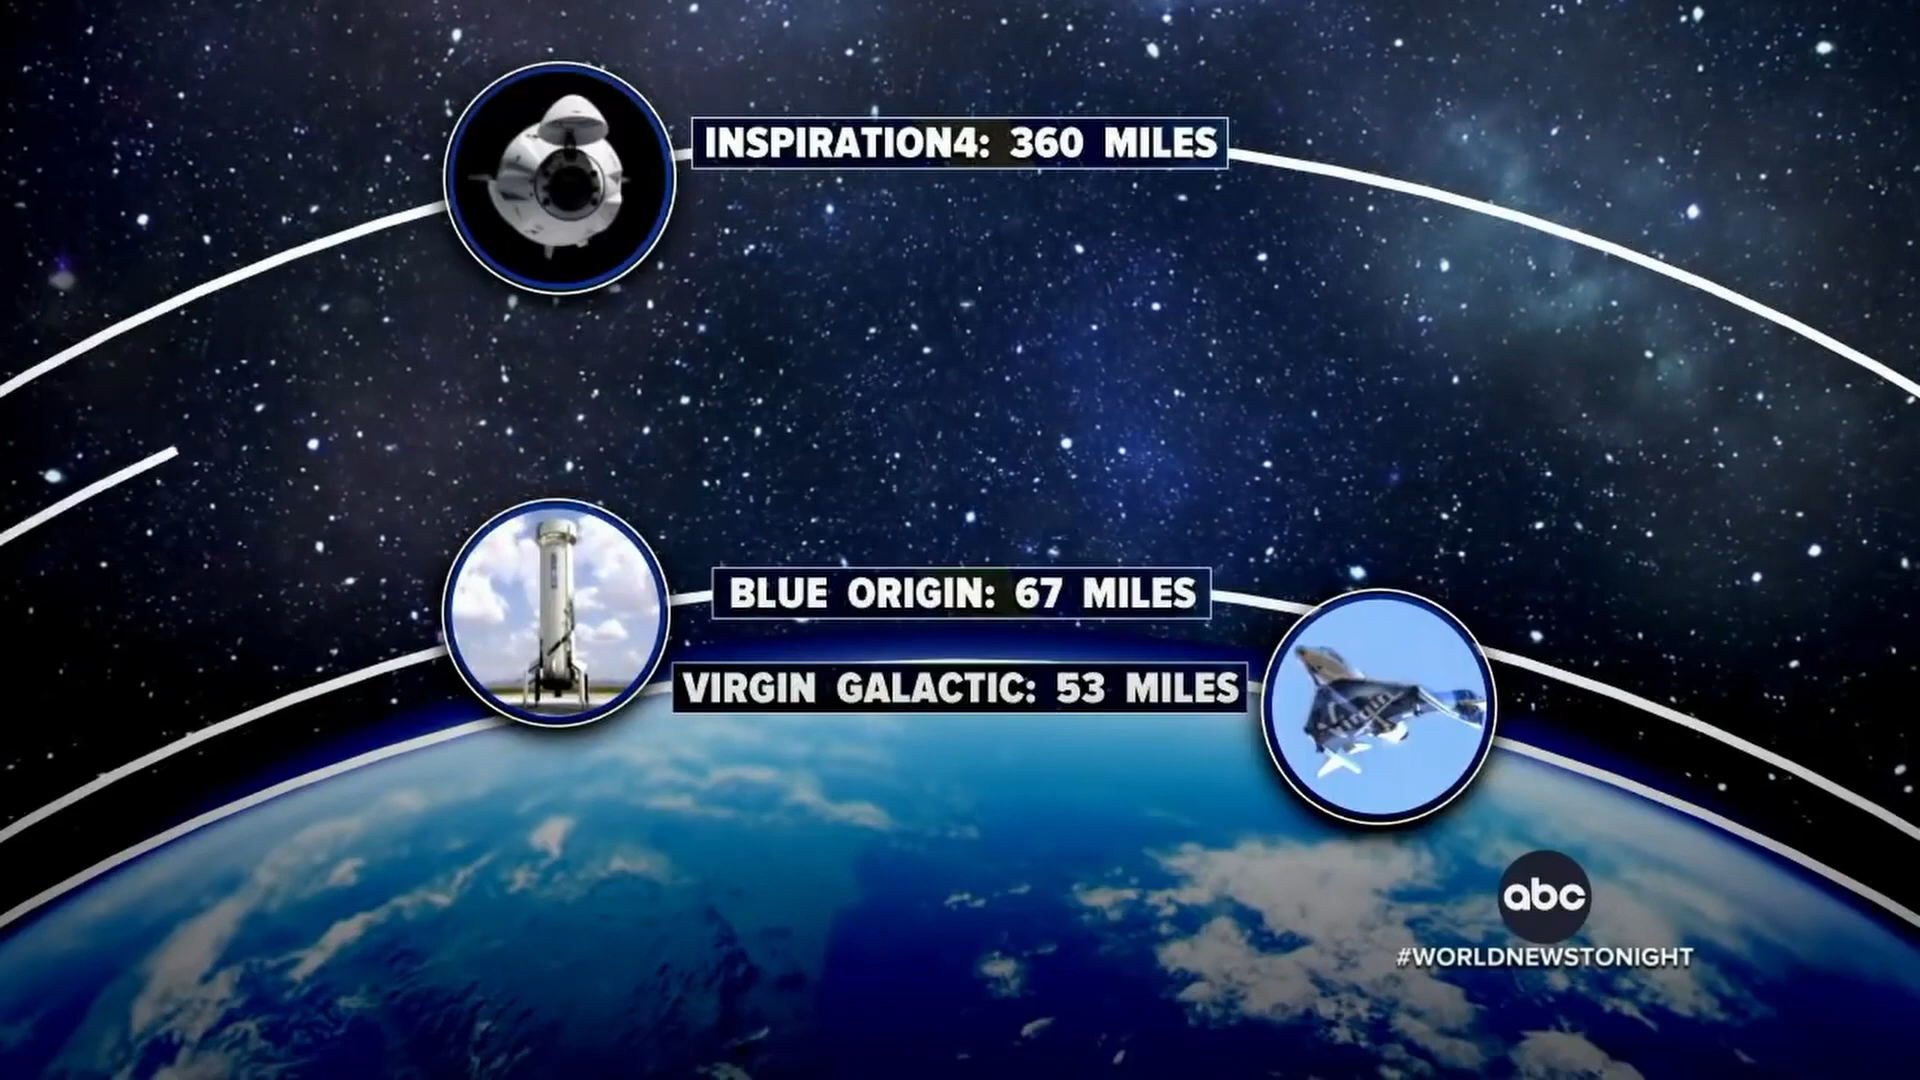 INSPIRATION4: 360 MILES
BLUE ORIGIN: 67 MILES
VIRGIN GALACTIC: 53 MILES
abc
#WORLDNEWSTONIGHT